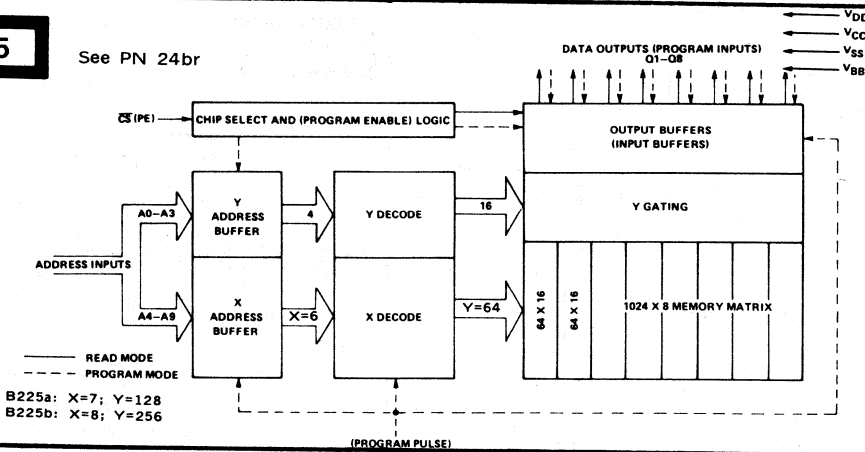 5
See PN 24br
DATA OUTPUTS (PROGRAM INPUTS)
Q1–Q8
VDD
VCC
VSS
VBB
CS (PE)
CHIP SELECT AND (PROGRAM ENABLE) LOGIC
OUTPUT BUFFERS
(INPUT BUFFERS)
A0–A3
Y
ADDRESS
BUFFER
4
Y DECODE
16
Y GATING
ADDRESS INPUTS
A4–A9
X
ADDRESS
BUFFER
X=6
X DECODE
Y=64
64 X 16
64 X 16
1024 X 8 MEMORY MATRIX
READ MODE
PROGRAM MODE
B225a: X=7; Y=128
B225b: X=8; Y=256
(PROGRAM PULSE)